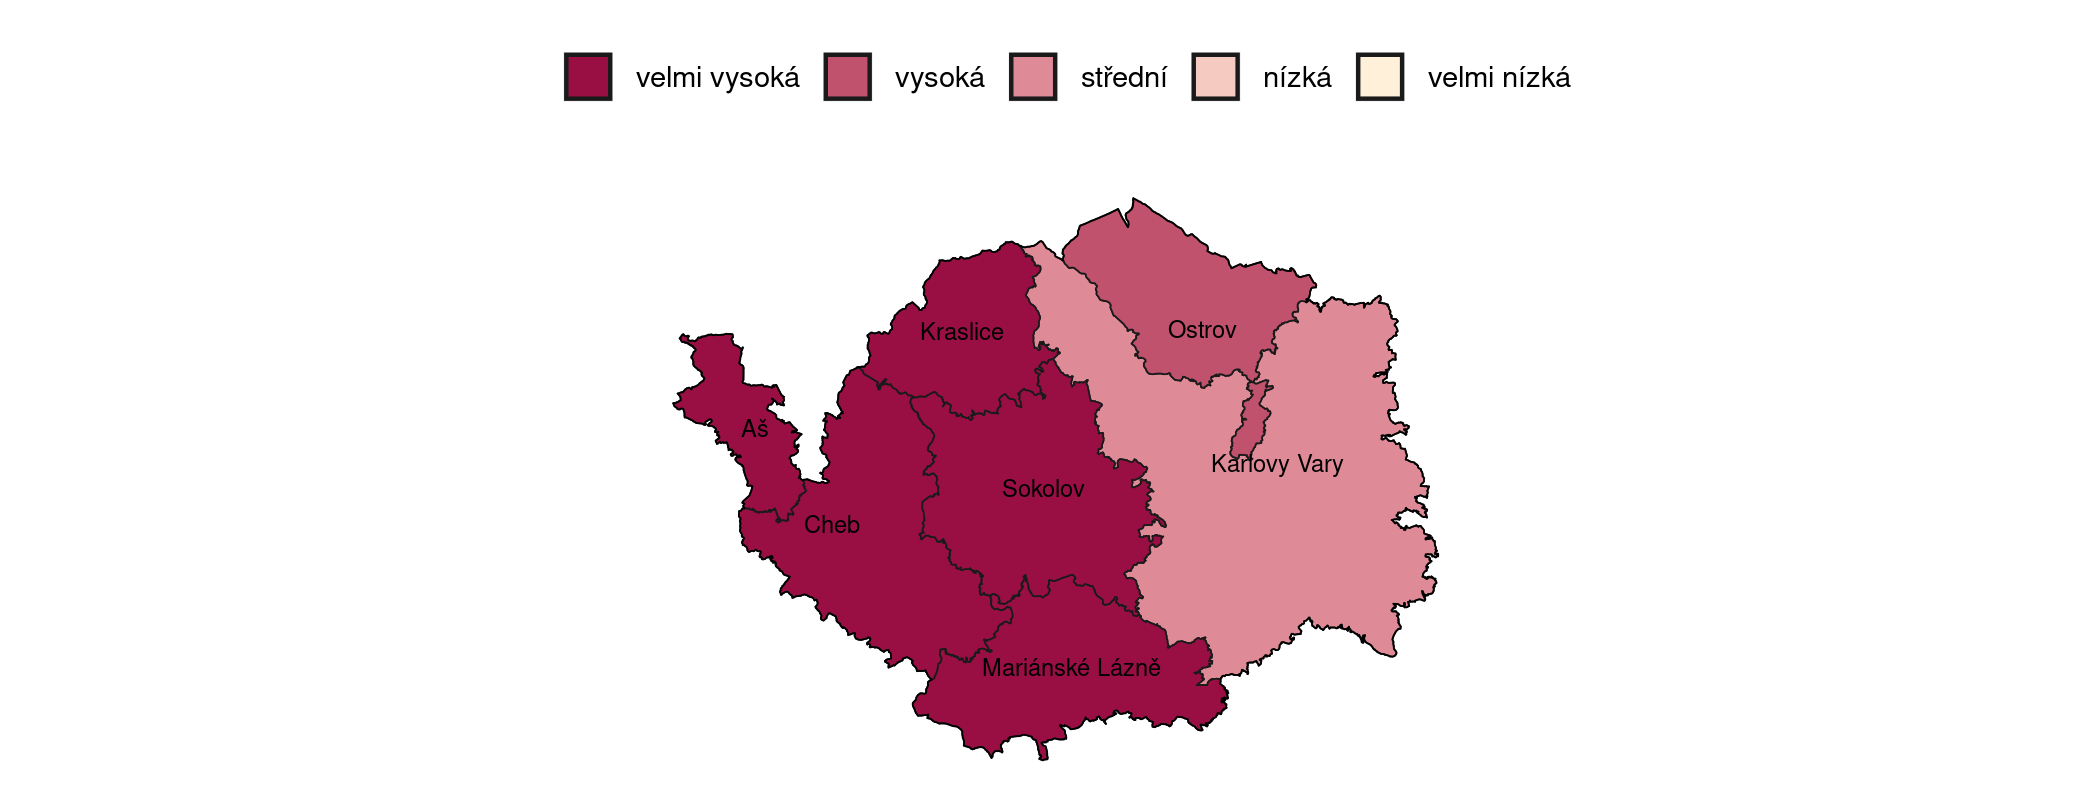 velmi vysoká vysoká střední nízká velmi nízká
Ostrov
Kraslice
Aš
Karlovy Vary
Sokolov
Cheb
Mariánské Lázně